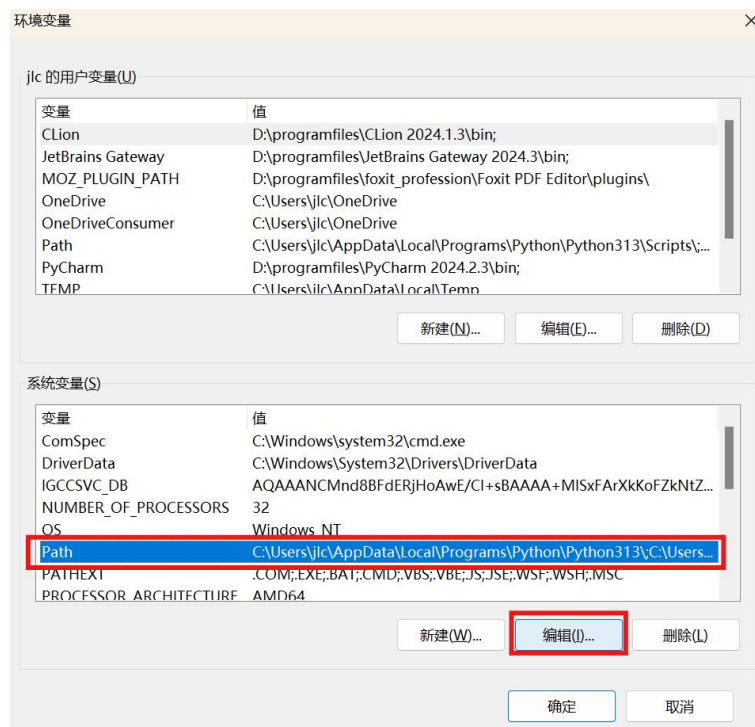 环境变量
jlc 的用户变量(U)
变量 值
CLion D:\programfiles\CLion 2024.1.3\bin;
JetBrains Gateway D:\programfiles\JetBrains Gateway 2024.3\bin;
MOZ_PLUGIN_PATH D:\programfiles\foxit_profession\Foxit PDF Editor\plugins\
OneDrive C:\Users\jlc\OneDrive
OneDriveConsumer C:\Users\jlc\OneDrive
Path C:\Users\jlc\AppData\Local\Programs\Python\Python313\Scripts\;...
PyCharm D:\programfiles\PyCharm 2024.2.3\bin;
TEMP C:\Users\jlc\AppData\Local\Temp
新建(N)... 编辑(E)... 删除(D)
系统变量(S)
变量 值
ComSpec C:\Windows\system32\cmd.exe
DriverData C:\Windows\System32\Drivers\DriverData
IGCCSVC_DB AQAAANCMnd8BFdERjHoAwE/Cl+sBAAAA+MISxFArXkKoFZkNtZ...
NUMBER_OF_PROCESSORS 32
OS Windows_NT
Path C:\Users\jlc\AppData\Local\Programs\Python\Python313\;C:\Users...
PATHEXT .COM;.EXE;.BAT;.CMD;.VBS;.VBE;.JS;.JSE;.WSF;.WSH;.MSC
PROCESSOR_ARCHITECTURE AMD64
新建(W)... 编辑(I)... 删除(L)
确定 取消